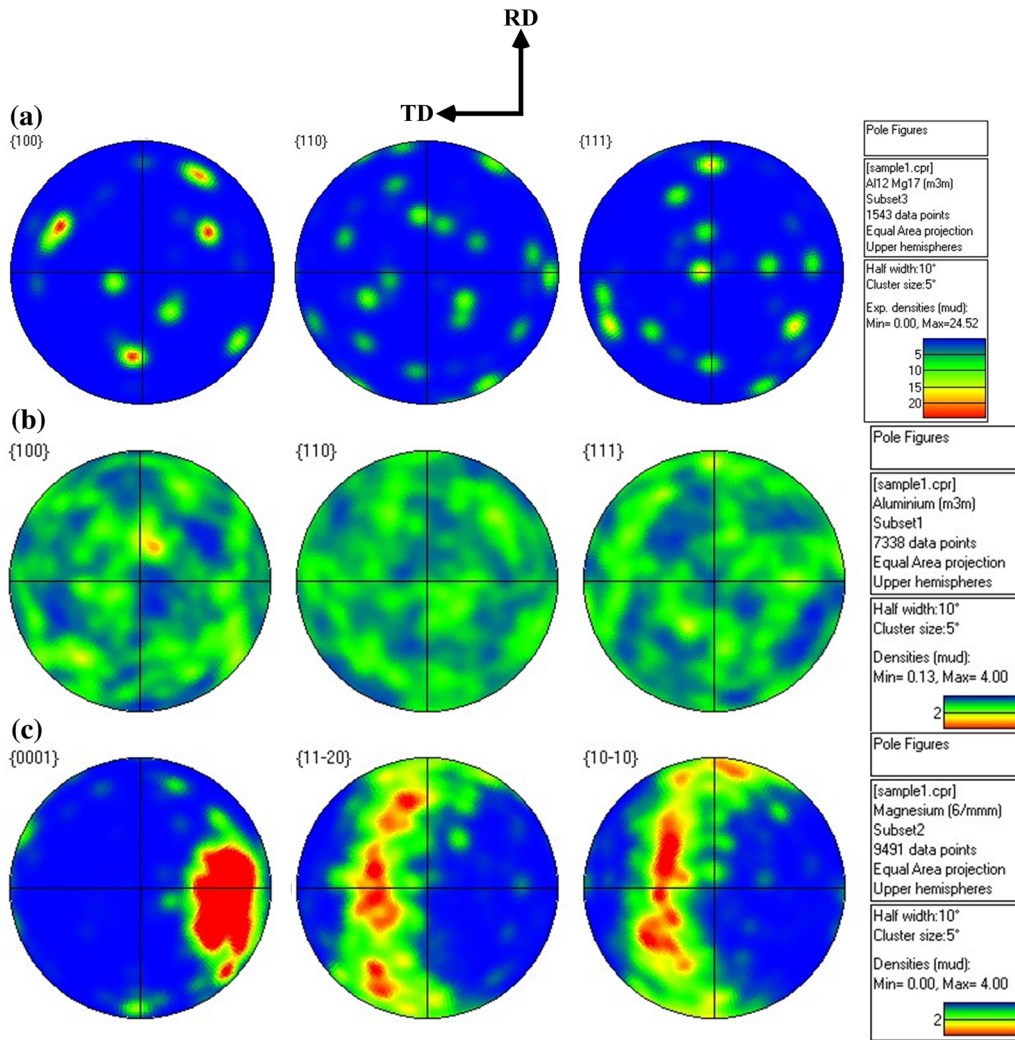 RD
TD
(a)
{100}
{110}
{111}
Pole Figures
[sample1.cpr]
Al12 Mg17 (m3m)
Subset3
1543 data points
Equal Area projection
Upper hemispheres
Half width:10°
Cluster size:5°
Exp. densities (mud):
Min= 0.00, Max=24.52
5
10
15
20
(b)
{100}
{110}
{111}
Pole Figures
[sample1.cpr]
Aluminium (m3m)
Subset1
7338 data points
Equal Area projection
Upper hemispheres
Half width:10°
Cluster size:5°
Densities (mud):
Min= 0.13, Max= 4.00
2
(c)
{0001}
{11-20}
{10-10}
Pole Figures
[sample1.cpr]
Magnesium (6/mmm)
Subset2
9491 data points
Equal Area projection
Upper hemispheres
Half width:10°
Cluster size:5°
Densities (mud):
Min= 0.00, Max= 4.00
2